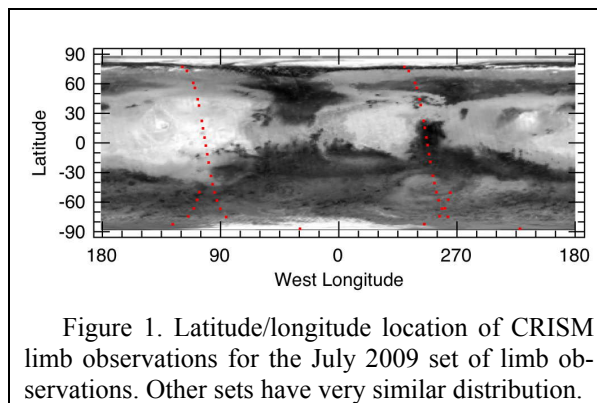 90
60
30
0
-30
-60
-90
Latitude
180 90 0 270 180
West Longitude
Figure 1. Latitude/longitude location of CRISM
limb observations for the July 2009 set of limb ob-
servations. Other sets have very similar distribution.